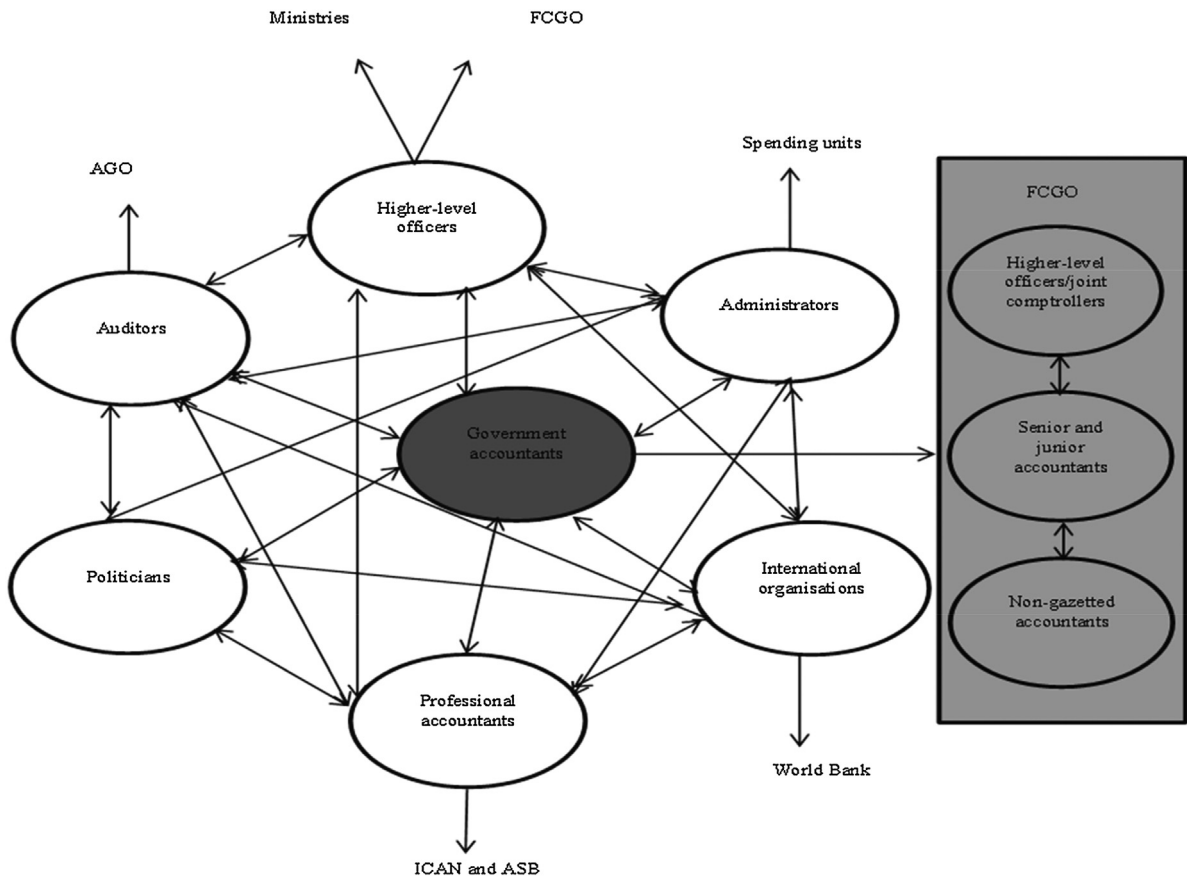 Ministries
FCGO
AGO
Spending units
Higher-level
officers
Auditors
Administrators
Government
accountants
Politicians
International
organisations
Professional
accountants
World Bank
ICAN and ASB
FCGO
Higher-level
officers/joint
comptrollers
Senior and
junior
accountants
Non-gazetted
accountants